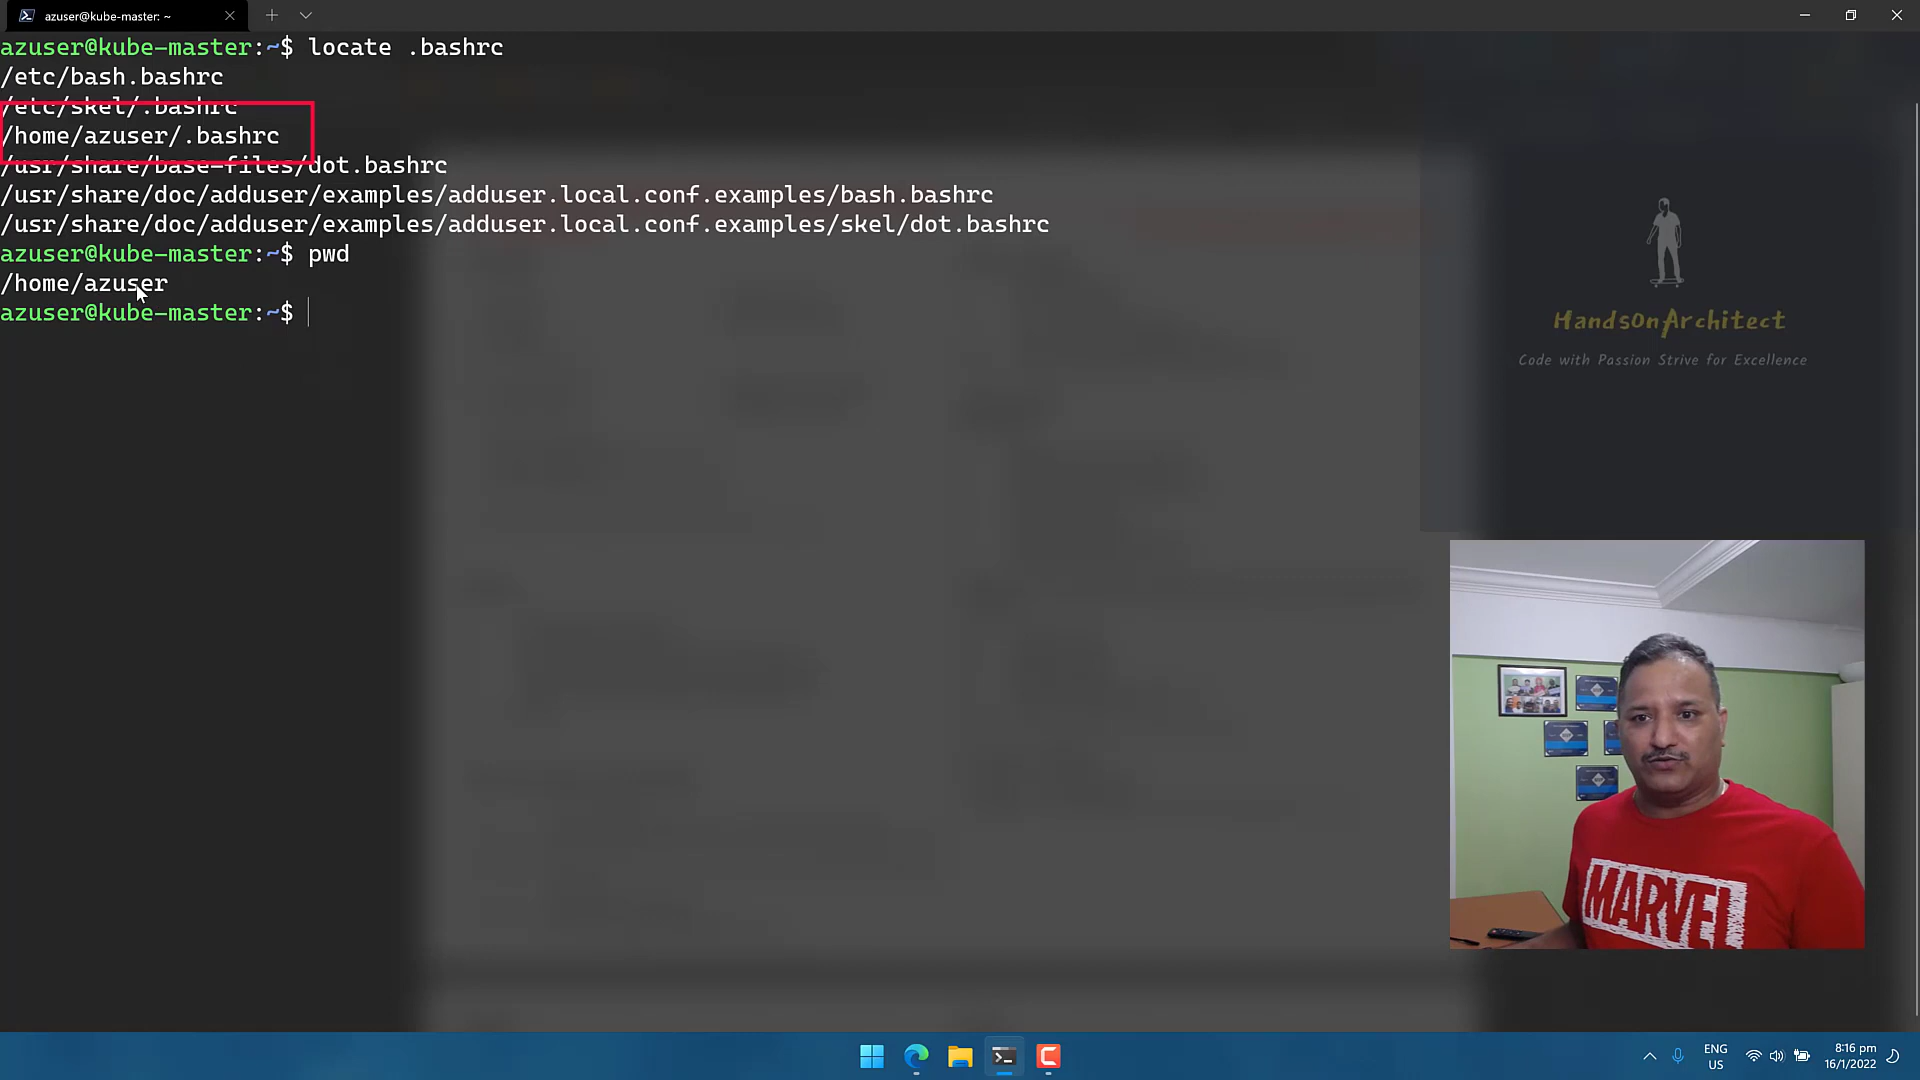 azuser@kube-master: ~
azuser@kube-master:~$ locate .bashrc
/etc/bash.bashrc
/etc/skel/.bashrc
/home/azuser/.bashrc
/usr/share/base-files/dot.bashrc
/usr/share/doc/adduser/examples/adduser.local.conf.examples/bash.bashrc
/usr/share/doc/adduser/examples/adduser.local.conf.examples/skel/dot.bashrc
azuser@kube-master:~$ pwd
/home/azuser
azuser@kube-master:~$
HandsOnArchitect
Code with Passion Strive for Excellence
MARVEL
ENG
US
8:16 pm
16/1/2022